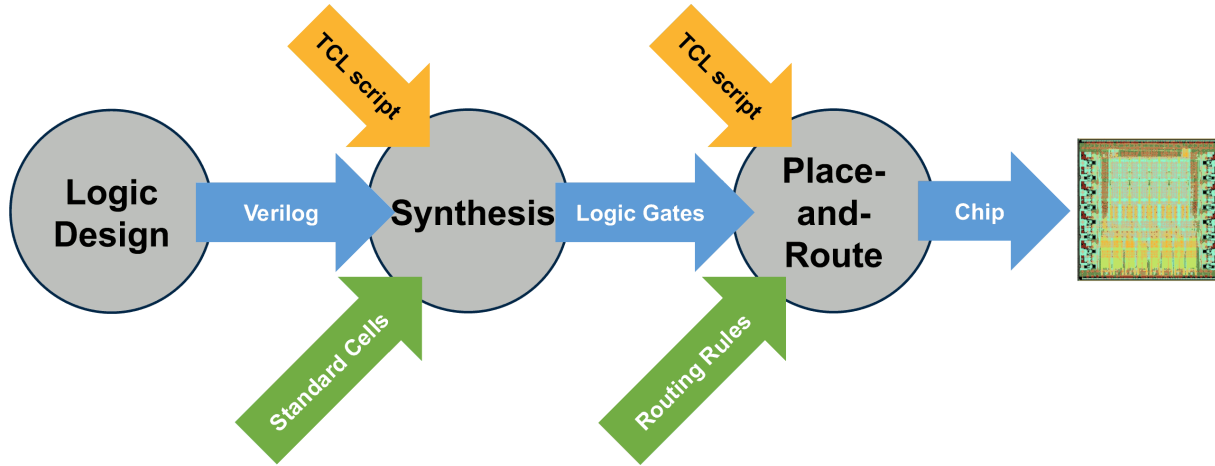 TCL script
TCL script
Logic
Design
Verilog
Synthesis
Logic Gates
Place-
and-
Route
Chip
Standard Cells
Routing Rules